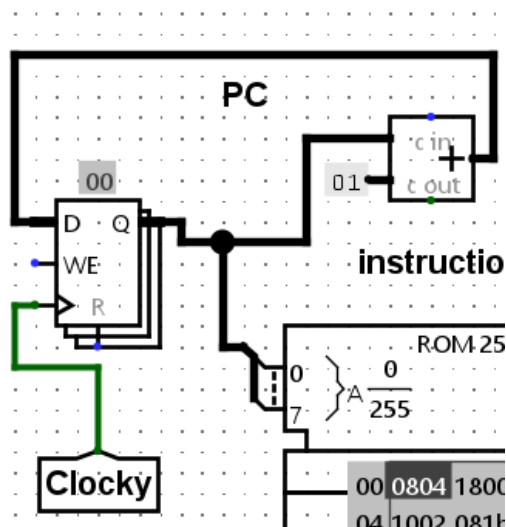 PC
c in
+
00
01
c out
D Q
WE
instructio
R
ROM 25
0
A 0
255
7
Clocky
00 0804 1800
04 1002 081b